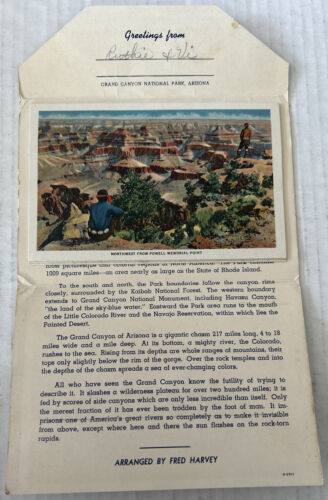 Greetings from
Ruthie & Vi
GRAND CANYON NATIONAL PARK, ARIZONA
NORTHWEST FROM POWELL MEMORIAL POINT
most picturesque and colorful regions of North America. The Park contains
1009 square miles—an area nearly as large as the State of Rhode Island.
To the south and north, the Park boundaries follow the canyon rims
closely, surrounded by the Kaibab National Forest. The western boundary
extends to Grand Canyon National Monument, including Havasu Canyon,
"the land of the sky-blue water." Eastward the Park area runs to the mouth
of the Little Colorado River and the Navajo Reservation, within which lies the
Painted Desert.
The Grand Canyon of Arizona is a gigantic chasm 217 miles long, 4 to 18
miles wide and a mile deep. At its bottom, a mighty river, the Colorado,
rushes to the sea. Rising from its depths are whole ranges of mountains, their
tops only slightly below the rim of the gorge. Over the rock temples and into
the depths of the chasm spreads a sea of ever-changing colors.
All who have seen the Grand Canyon know the futility of trying to
describe it. It slashes a wilderness plateau for over two hundred miles; it is
fed by scores of side canyons which are only less incredible than itself. Only
the merest fraction of it has ever been trodden by the foot of man. It im-
prisons one of America's great rivers so completely as to make it invisible
from above, except where here and there the sun flashes on the rock-torn
rapids.
ARRANGED BY FRED HARVEY